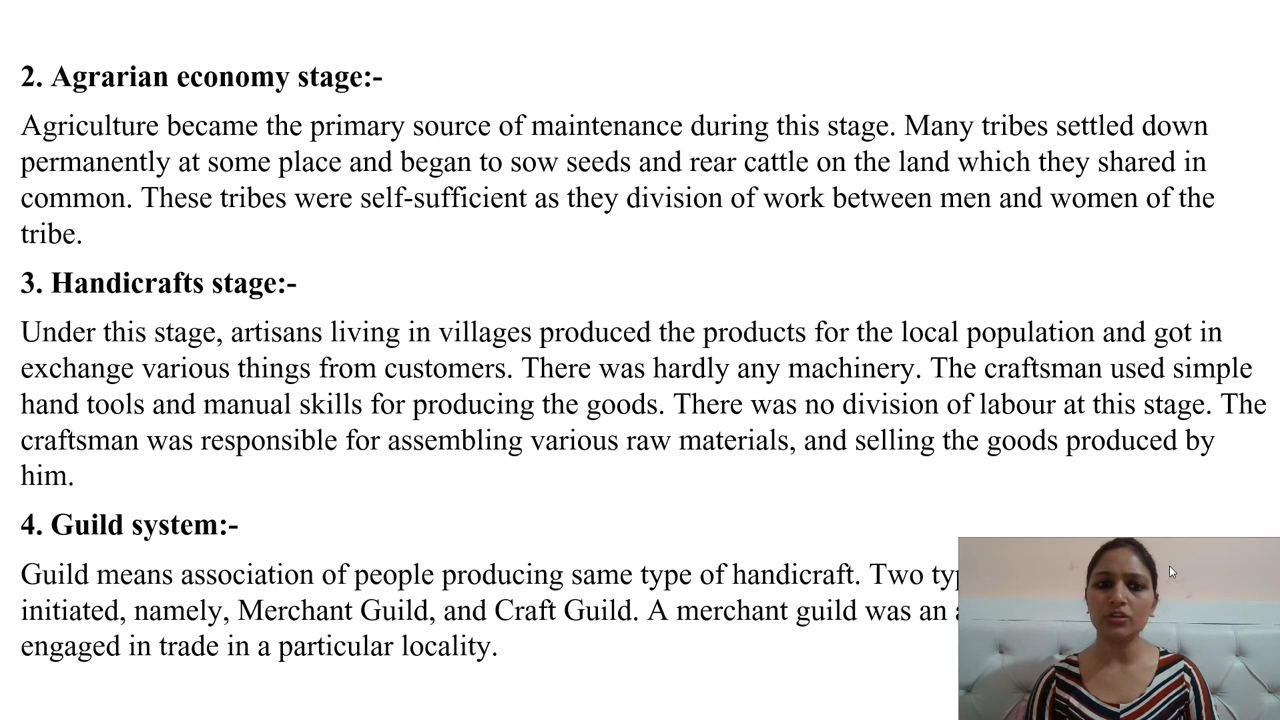 2. Agrarian economy stage:-
Agriculture became the primary source of maintenance during this stage. Many tribes settled down
permanently at some place and began to sow seeds and rear cattle on the land which they shared in
common. These tribes were self-sufficient as they division of work between men and women of the
tribe.
3. Handicrafts stage:-
Under this stage, artisans living in villages produced the products for the local population and got in
exchange various things from customers. There was hardly any machinery. The craftsman used simple
hand tools and manual skills for producing the goods. There was no division of labour at this stage. The
craftsman was responsible for assembling various raw materials, and selling the goods produced by
him.
4. Guild system:-
Guild means association of people producing same type of handicraft. Two
initiated, namely, Merchant Guild, and Craft Guild. A merchant guild was an
engaged in trade in a particular locality.